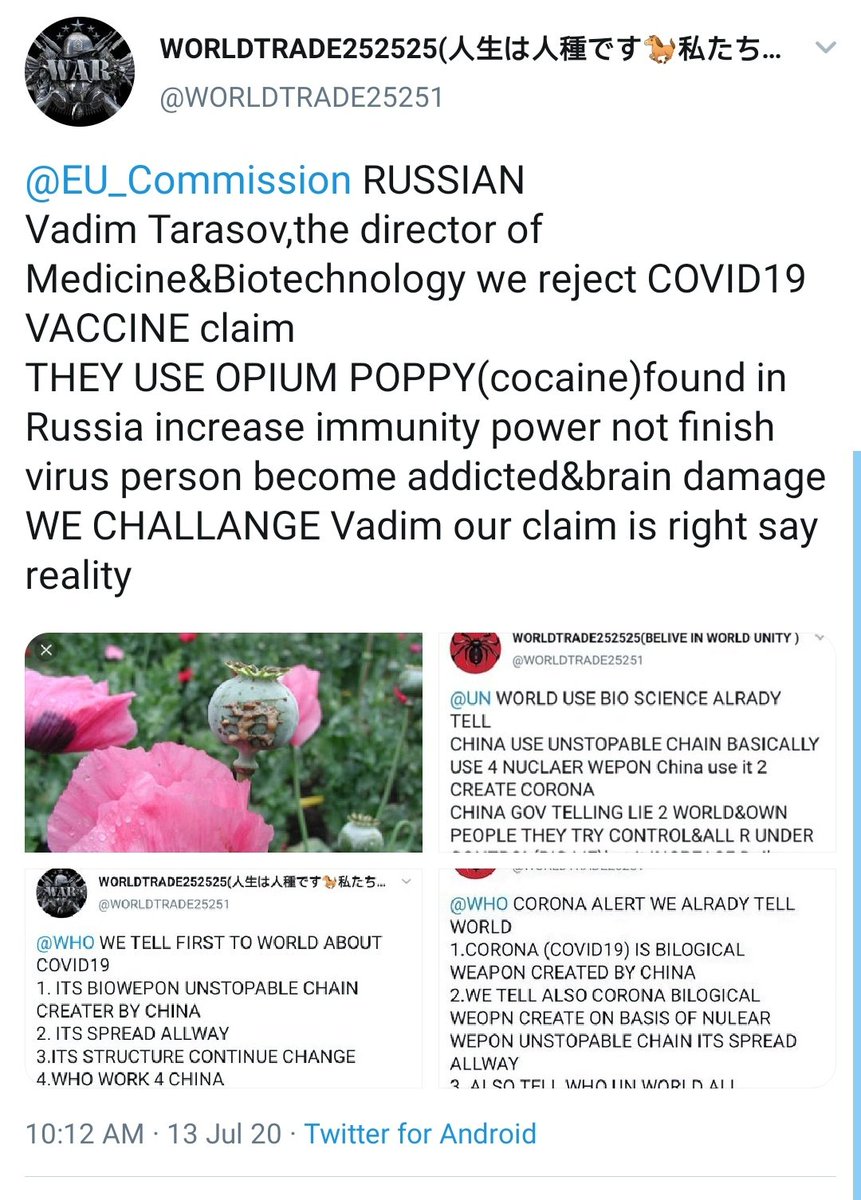 WAR
WORLDTRADE252525(人生は人種です🐎私たち...
@WORLDTRADE25251
@EU_Commission RUSSIAN
Vadim Tarasov,the director of
Medicine&Biotechnology we reject COVID19
VACCINE claim
THEY USE OPIUM POPPY(cocaine)found in
Russia increase immunity power not finish
virus person become addicted&brain damage
WE CHALLANGE Vadim our claim is right say
reality
WORLDTRADE252525(BELIVE IN WORLD UNITY )
@WORLDTRADE25251
@UN WORLD USE BIO SCIENCE ALRADY
TELL
CHINA USE UNSTOPABLE CHAIN BASICALLY
USE 4 NUCLAER WEPON China use it 2
CREATE CORONA
CHINA GOV TELLING LIE 2 WORLD&OWN
PEOPLE THEY TRY CONTROL&ALL R UNDER
WAR
WORLDTRADE252525(人生は人種です🐎私たち...
@WORLDTRADE25251
@WHO WE TELL FIRST TO WORLD ABOUT
COVID19
1. ITS BIOWEPON UNSTOPABLE CHAIN
CREATER BY CHINA
2. ITS SPREAD ALLWAY
3.ITS STRUCTURE CONTINUE CHANGE
4.WHO WORK 4 CHINA
@WHO CORONA ALERT WE ALRADY TELL
WORLD
1.CORONA (COVID19) IS BILOGICAL
WEAPON CREATED BY CHINA
2.WE TELL ALSO CORONA BILOGICAL
WEOPN CREATE ON BASIS OF NULEAR
WEPON UNSTOPABLE CHAIN ITS SPREAD
ALLWAY
3. ALSO TELL WHO UN WORLD ALL
10:12 AM · 13 Jul 20 · Twitter for Android